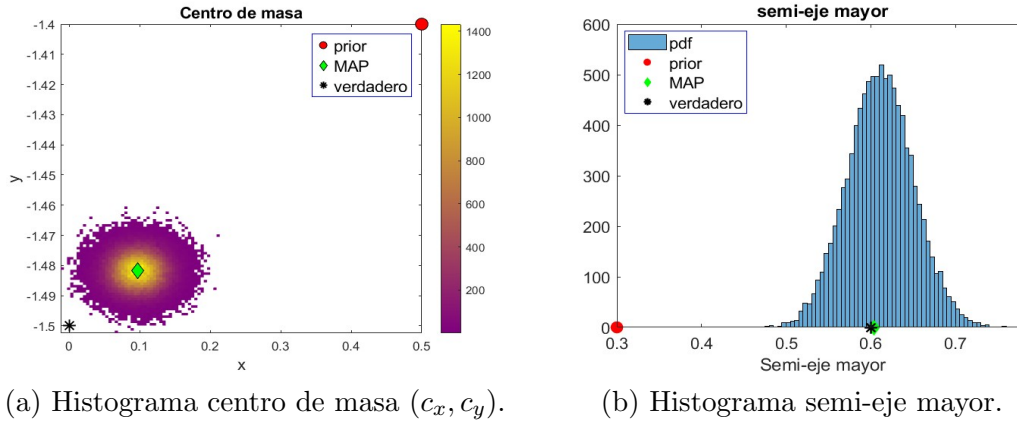 Centro de masa
-1.4
-1.41
-1.42
-1.43
-1.44
-1.45
-1.46
-1.47
-1.48
-1.49
-1.5
y
0
0.1
0.2
0.3
0.4
0.5
x
prior
MAP
verdadero
1400
1200
1000
800
600
400
200
(a) Histograma centro de masa (cx, cy).
semi-eje mayor
600
500
400
300
200
100
0
0.3
0.4
0.5
0.6
0.7
Semi-eje mayor
pdf
prior
MAP
verdadero
(b) Histograma semi-eje mayor.